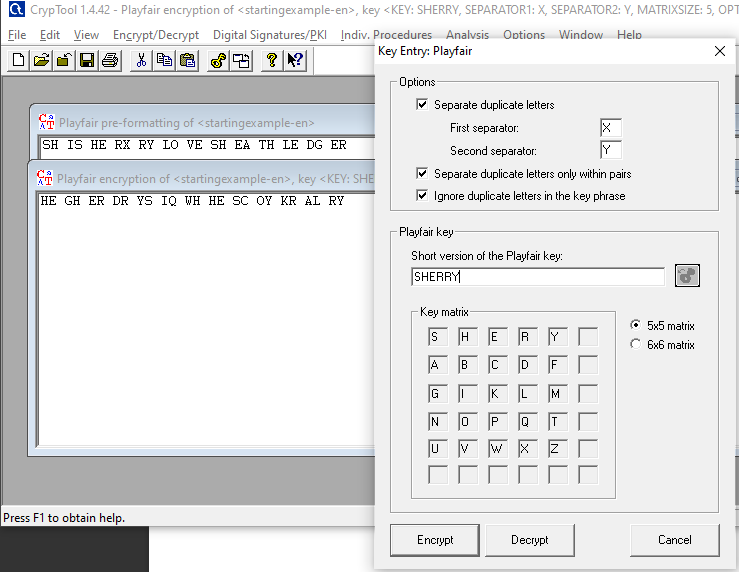 CrypTool 1.4.42 - Playfair encryption of <startingexample-en>, key <KEY: SHERRY, SEPARATOR1: X, SEPARATOR2: Y, MATRIXSIZE: 5, OPT
File Edit View Encrypt/Decrypt Digital Signatures/PKI Indiv. Procedures Analysis Options Window Help
Playfair pre-formatting of <startingexample-en>
SH IS HE RX RY LO VE SH EA TH LE DG ER
Playfair encryption of <startingexample-en>, key <KEY: SHE
HE GH ER DR YS IQ WH HE SC OY KR AL RY
Press F1 to obtain help.
Key Entry: Playfair
Options
Separate duplicate letters
First separator: X
Second separator: Y
Separate duplicate letters only within pairs
Ignore duplicate letters in the key phrase
Playfair key
Short version of the Playfair key:
SHERRY
Key matrix
S H E R Y
A B C D F
G I K L M
N O P Q T
U V W X Z
5x5 matrix
6x6 matrix
Encrypt Decrypt Cancel